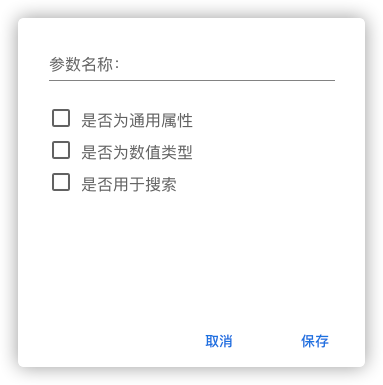 参数名称：
是否为通用属性
是否为数值类型
是否用于搜索
取消 保存